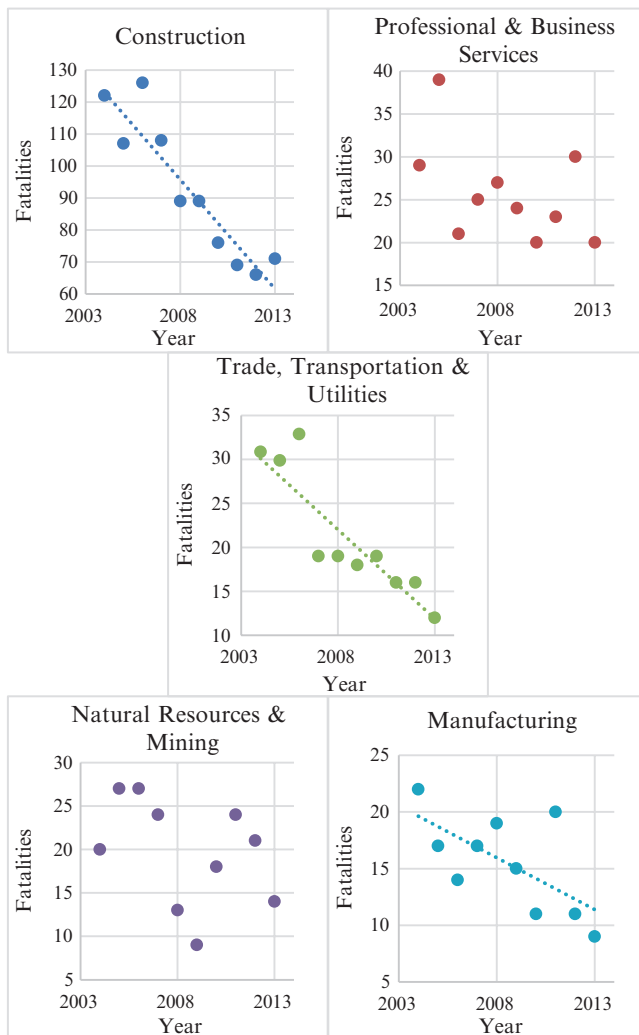 Construction
130
120
110
100
90
80
70
60
Fatalities
2003
2008
2013
Year
Professional & Business
Services
40
35
30
25
20
15
Fatalities
2003
2008
2013
Year
Trade, Transportation &
Utilities
35
30
25
20
15
10
Fatalities
2003
2008
2013
Year
Natural Resources &
Mining
30
25
20
15
10
5
Fatalities
2003
2008
2013
Year
Manufacturing
25
20
15
10
5
Fatalities
2003
2008
2013
Year